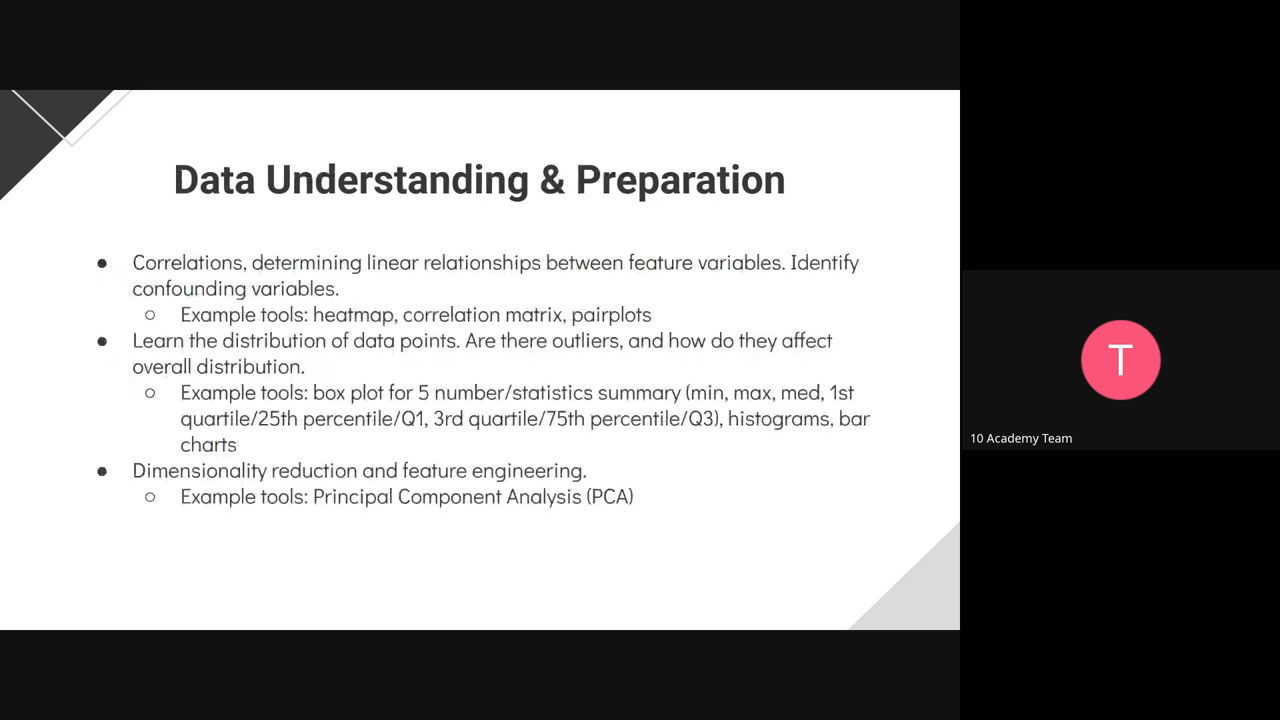 Data Understanding & Preparation
● Correlations, determining linear relationships between feature variables. Identify
confounding variables.
○ Example tools: heatmap, correlation matrix, pairplots
● Learn the distribution of data points. Are there outliers, and how do they affect
overall distribution.
○ Example tools: box plot for 5 number/statistics summary (min, max, med, 1st
quartile/25th percentile/Q1, 3rd quartile/75th percentile/Q3), histograms, bar
charts
● Dimensionality reduction and feature engineering.
○ Example tools: Principal Component Analysis (PCA)
T
10 Academy Team